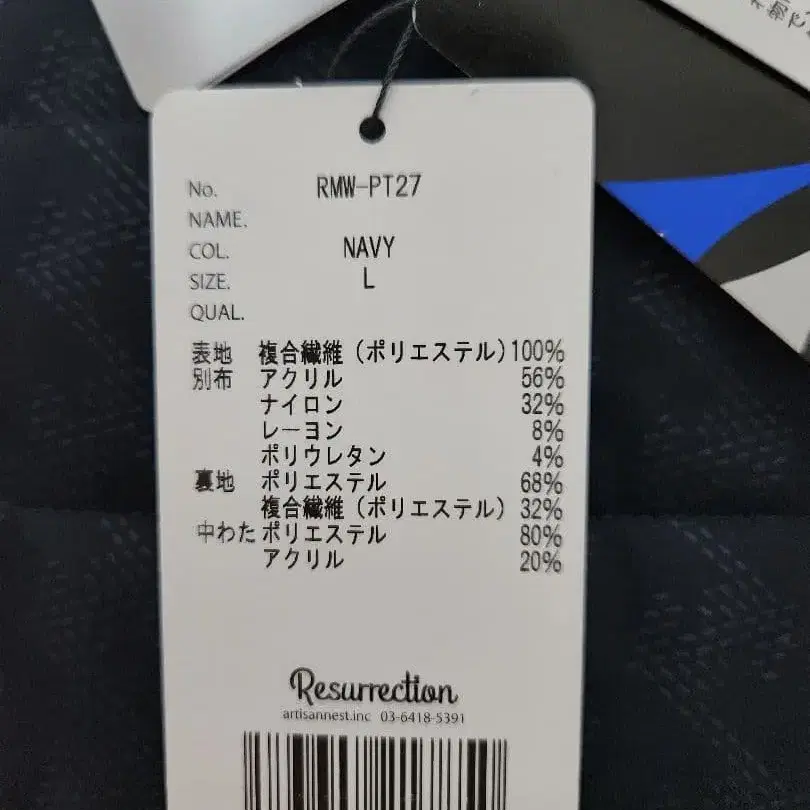 No. RMW-PT27
NAME.
COL. NAVY
SIZE. L
QUAL.
表地 複合繊維(ポリエステル)100%
別布 アクリル 56%
ナイロン 32%
レーヨン 8%
ポリウレタン 4%
裏地 ポリエステル 68%
複合繊維(ポリエステル) 32%
中わた ポリエステル 80%
アクリル 20%
Resurrection
artisannest.inc 03-6418-5391